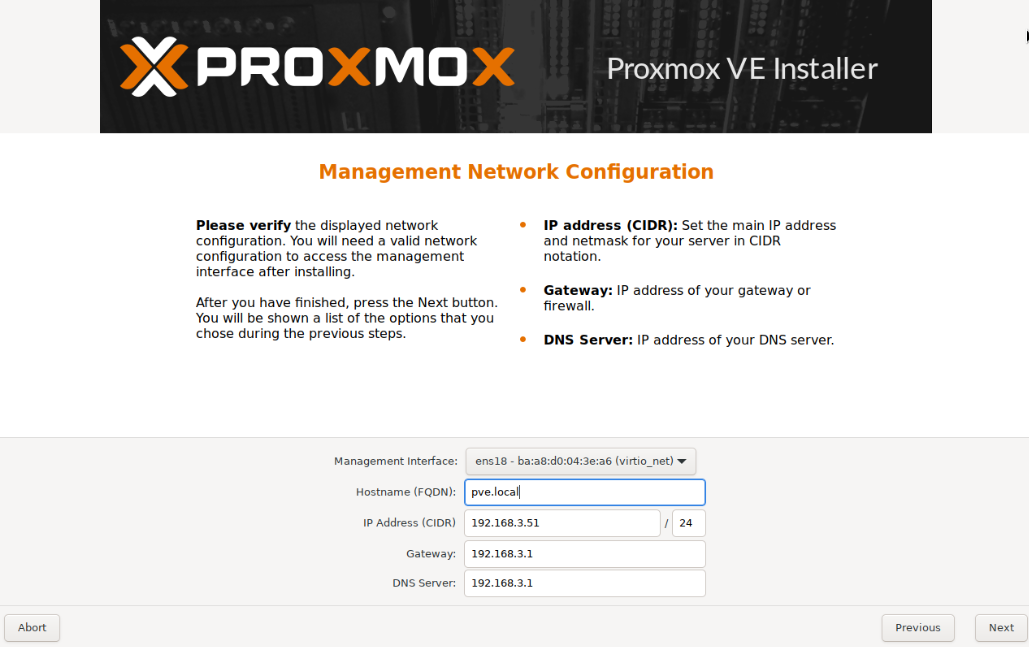 PROXMOX
Proxmox VE Installer
Management Network Configuration
Please verify the displayed network
configuration. You will need a valid network
configuration to access the management
interface after installing.
After you have finished, press the Next button.
You will be shown a list of the options that you
chose during the previous steps.
IP address (CIDR): Set the main IP address
and netmask for your server in CIDR
notation.
Gateway: IP address of your gateway or
firewall.
DNS Server: IP address of your DNS server.
Management Interface: ens18 - ba:a8:d0:04:3e:a6 (virtio_net)
Hostname (FQDN): pve.local
IP Address (CIDR) 192.168.3.51 / 24
Gateway: 192.168.3.1
DNS Server: 192.168.3.1
Abort Previous Next